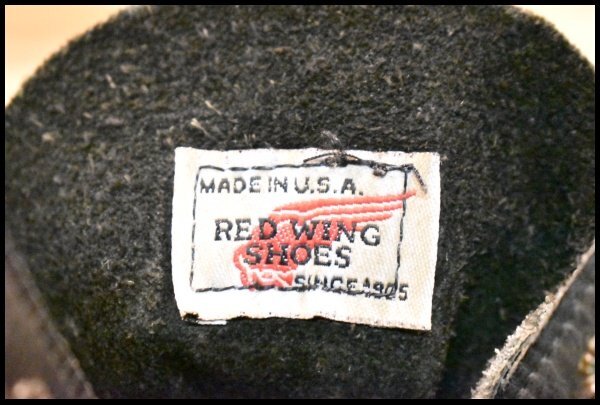 MADE IN U.S.A.
RED WING
SHOES
SINCE 1905